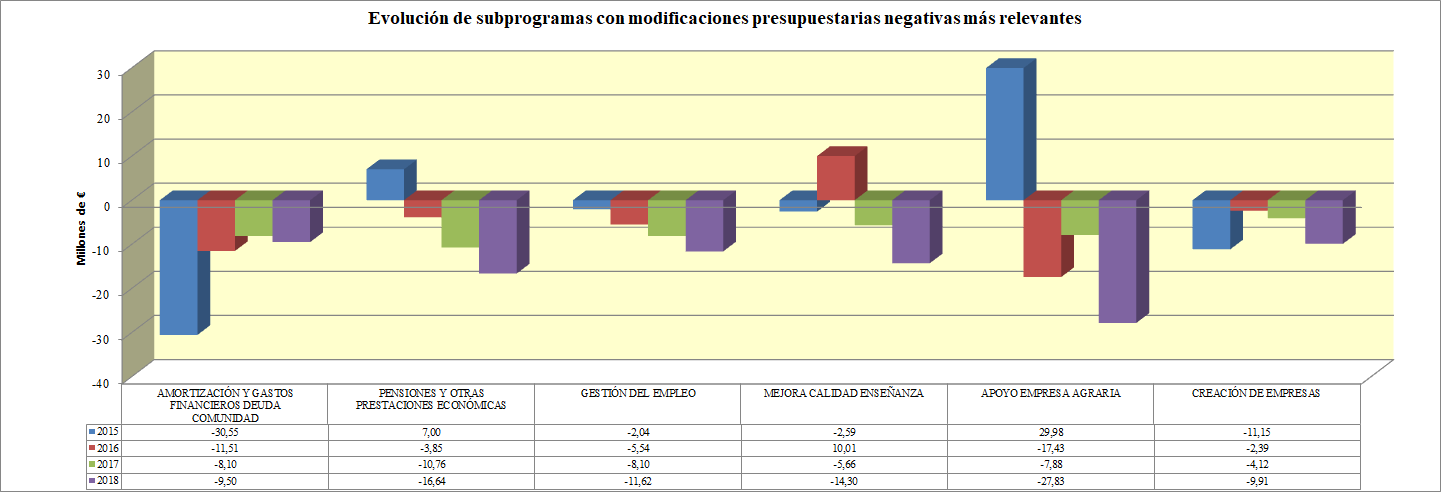 Evolución de subprogramas con modificaciones presupuestarias negativas más relevantes
30
20
10
0
-10
-20
-30
-40
Millones de €
AMORTIZACIÓN Y GASTOS FINANCIEROS DEUDA COMUNIDAD PENSIONES Y OTRAS PRESTACIONES ECONÓMICAS GESTIÓN DEL EMPLEO MEJORA CALIDAD ENSEÑANZA APOYO EMPRESA AGRARIA CREACIÓN DE EMPRESAS
2015 -30,55 7,00 -2,04 -2,59 29,98 -11,15
2016 -11,51 -3,85 -5,54 10,01 -17,43 -2,39
2017 -8,10 -10,76 -8,10 -5,66 -7,88 -4,12
2018 -9,50 -16,64 -11,62 -14,30 -27,83 -9,91